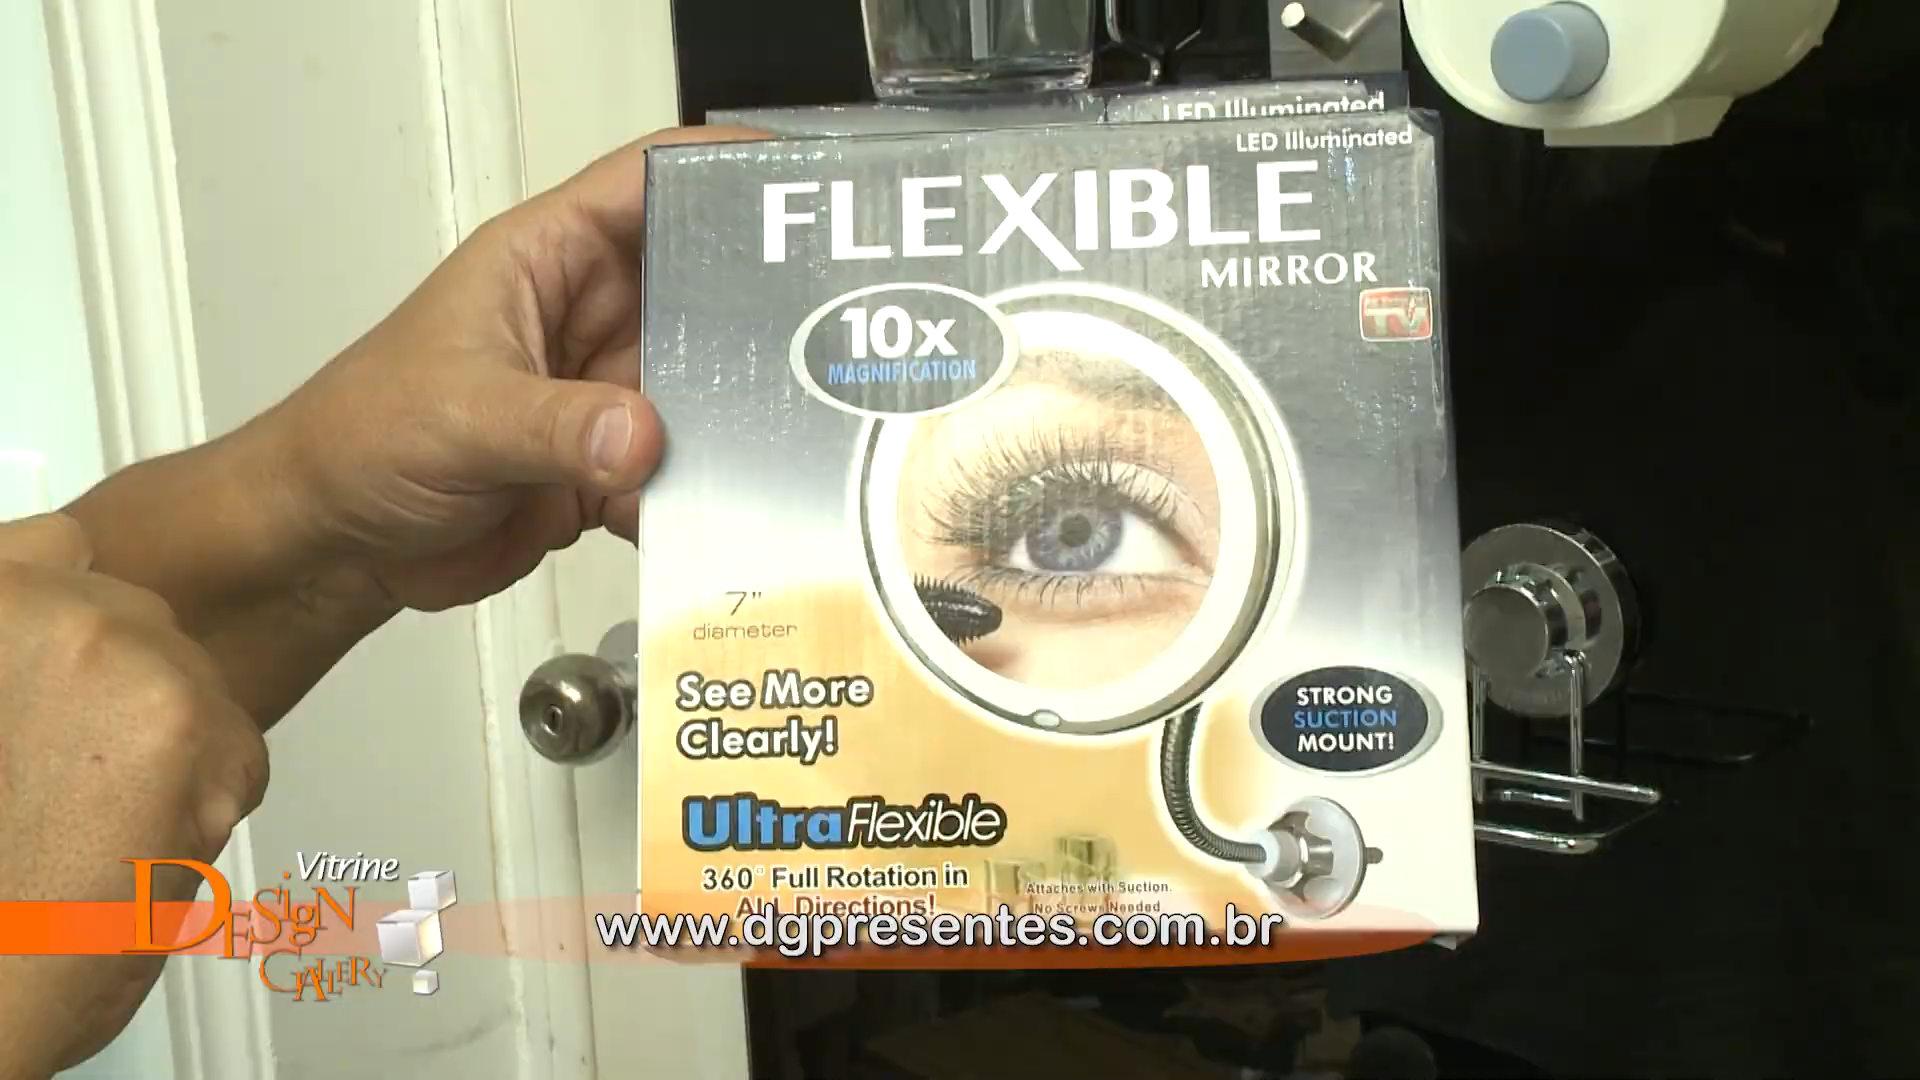 LED Illuminated
LED Illuminated
FLEXIBLE
MIRROR
TV
10x
MAGNIFICATION
7"
diameter
See More
Clearly!
STRONG
SUCTION
MOUNT!
UltraFlexible
360° Full Rotation in
ALL Directions!
Attaches with Suction.
No Screws Needed.
Vitrine
DESIGN
GALLERY
www.dgpresentes.com.br